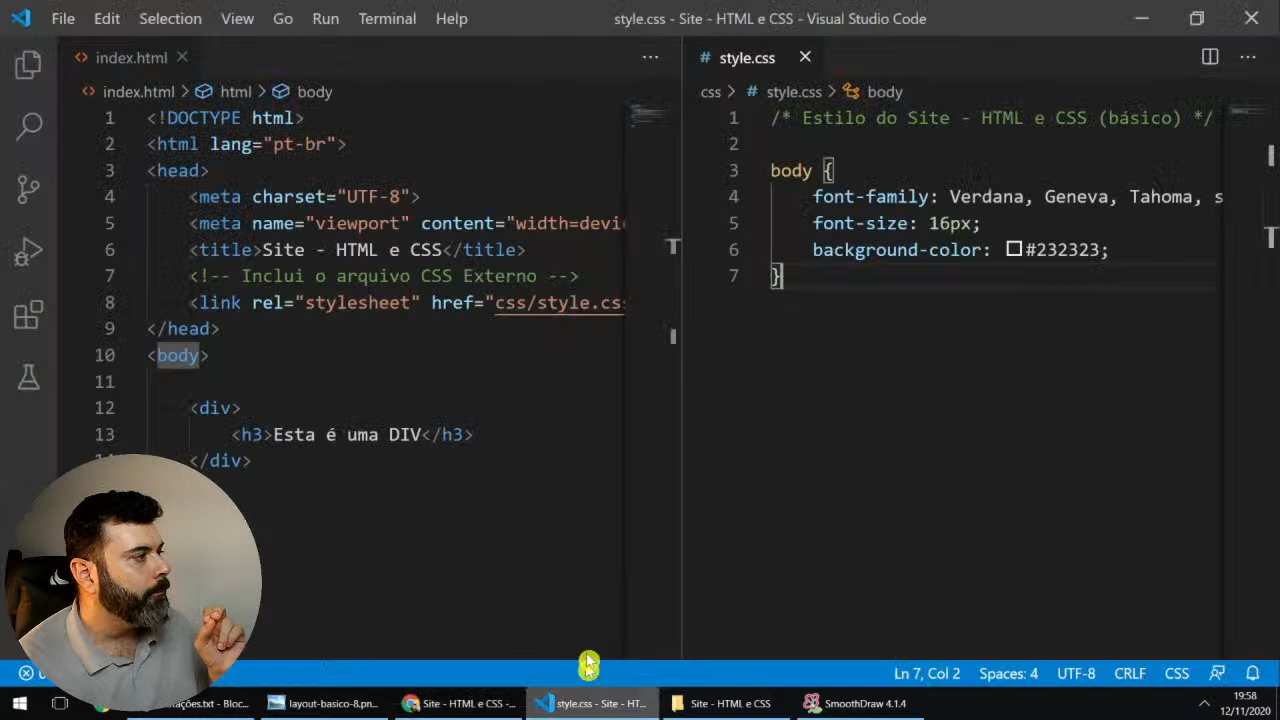 File Edit Selection View Go Run Terminal Help
style.css - Site - HTML e CSS - Visual Studio Code
index.html
index.html > html > body
1 <!DOCTYPE html>
2 <html lang="pt-br">
3 <head>
4 <meta charset="UTF-8">
5 <meta name="viewport" content="width=devi
6 <title>Site - HTML e CSS</title>
7 <!-- Inclui o arquivo CSS Externo -->
8 <link rel="stylesheet" href="css/style.cs
9 </head>
10 <body>
11
12 <div>
13 <h3>Esta é uma DIV</h3>
</div>
# style.css
css > # style.css > body
1 /* Estilo do Site - HTML e CSS (básico) */
2
3 body {
4 font-family: Verdana, Geneva, Tahoma, s
5 font-size: 16px;
6 background-color: #232323;
7 }
Ln 7, Col 2 Spaces: 4 UTF-8 CRLF CSS
tações.txt - Bloc... layout-basico-8.pn... Site - HTML e CSS -... style.css - Site - HT... Site - HTML e CSS SmoothDraw 4.1.4
19:58
12/11/2020